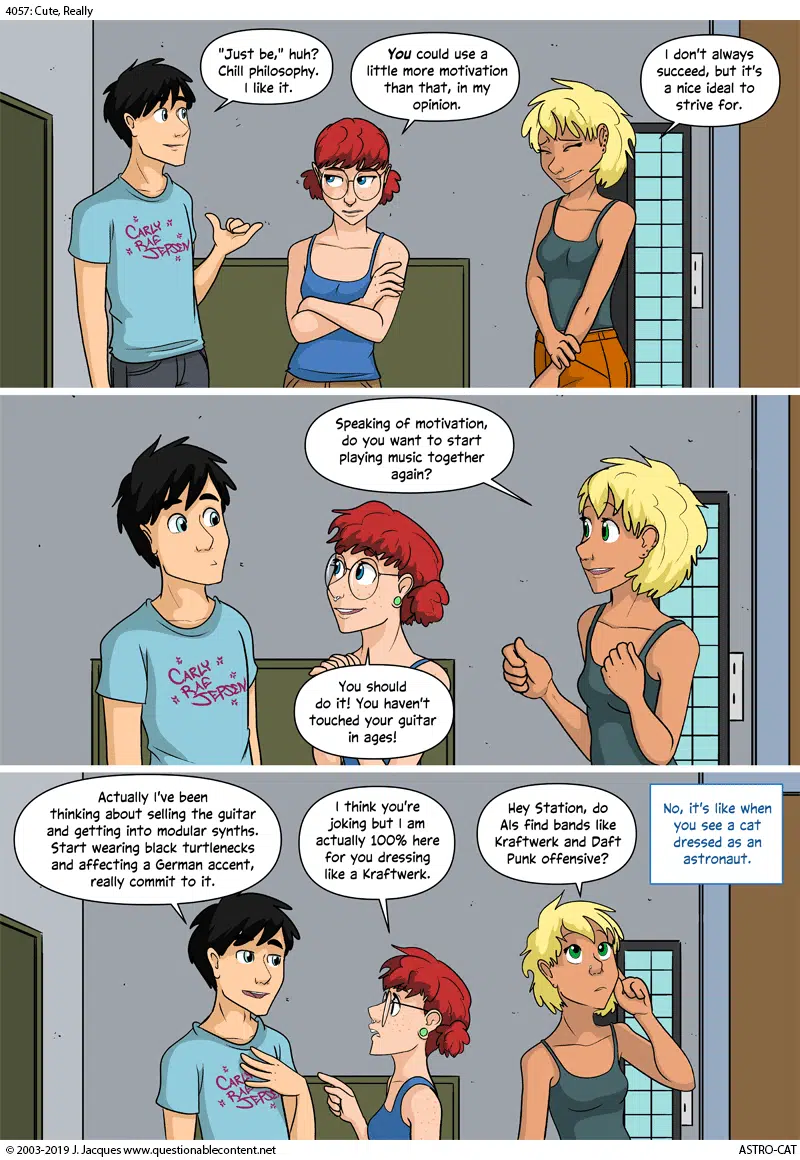 4057: Cute, Really
"Just be," huh?
Chill philosophy.
I like it.
You could use a
little more motivation
than that, in my
opinion.
I don't always
succeed, but it's
a nice ideal to
strive for.
CARLY
RAE
JEPSEN
Speaking of motivation,
do you want to start
playing music together
again?
You should
do it! You haven't
touched your guitar
in ages!
CARLY
RAE
JEPSEN
Actually I've been
thinking about selling the guitar
and getting into modular synths.
Start wearing black turtlenecks
and affecting a German accent,
really commit to it.
I think you're
joking but I am
actually 100% here
for you dressing
like a Kraftwerk.
Hey Station, do
AIs find bands like
Kraftwerk and Daft
Punk offensive?
No, it's like when
you see a cat
dressed as an
astronaut.
CARLY
RAE
JEPSEN
© 2003-2019 J. Jacques www.questionablecontent.net
ASTRO-CAT